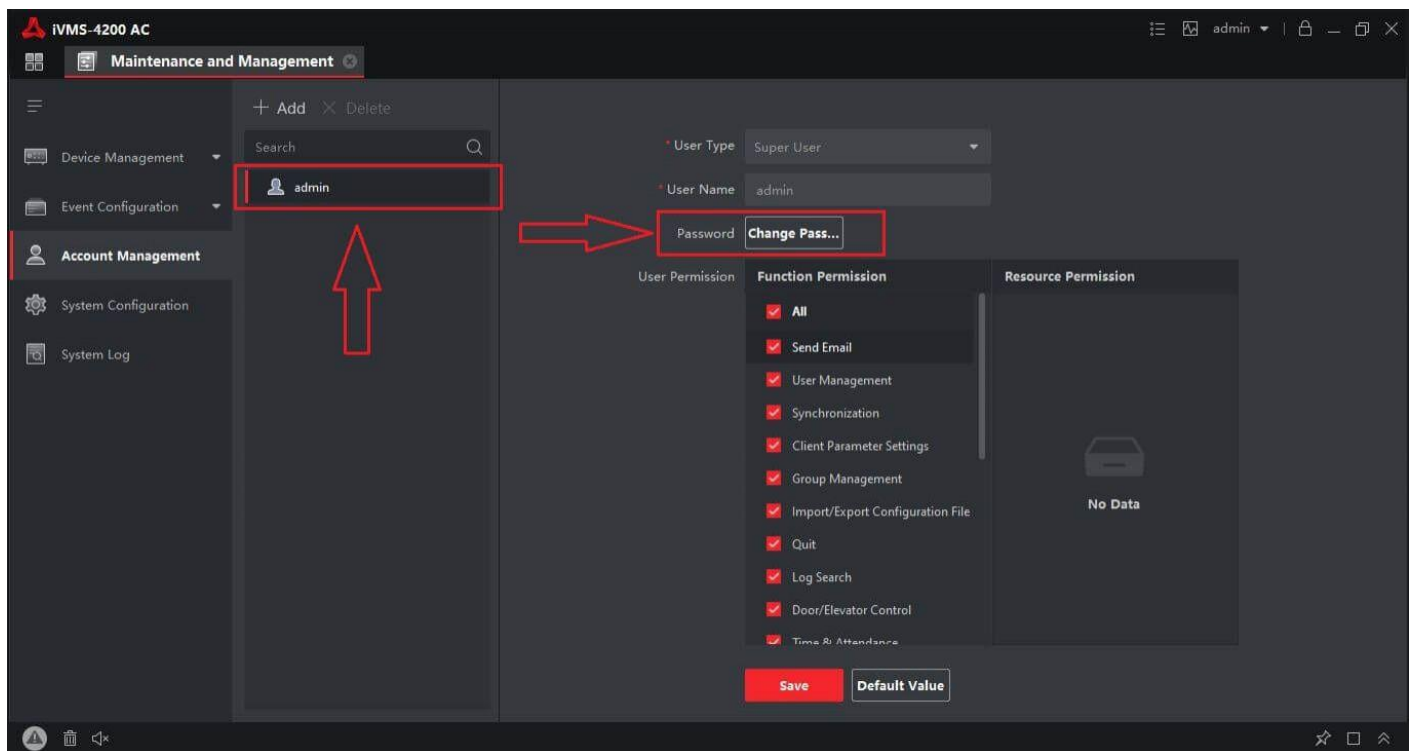 iVMS-4200 AC
admin
Maintenance and Management
+ Add
× Delete
Search
admin
Device Management
Event Configuration
Account Management
System Configuration
System Log
* User Type
Super User
* User Name
admin
Password
Change Pass...
User Permission
Function Permission
Resource Permission
All
Send Email
User Management
Synchronization
Client Parameter Settings
Group Management
Import/Export Configuration File
Quit
Log Search
Door/Elevator Control
Time & Attendance
No Data
Save
Default Value